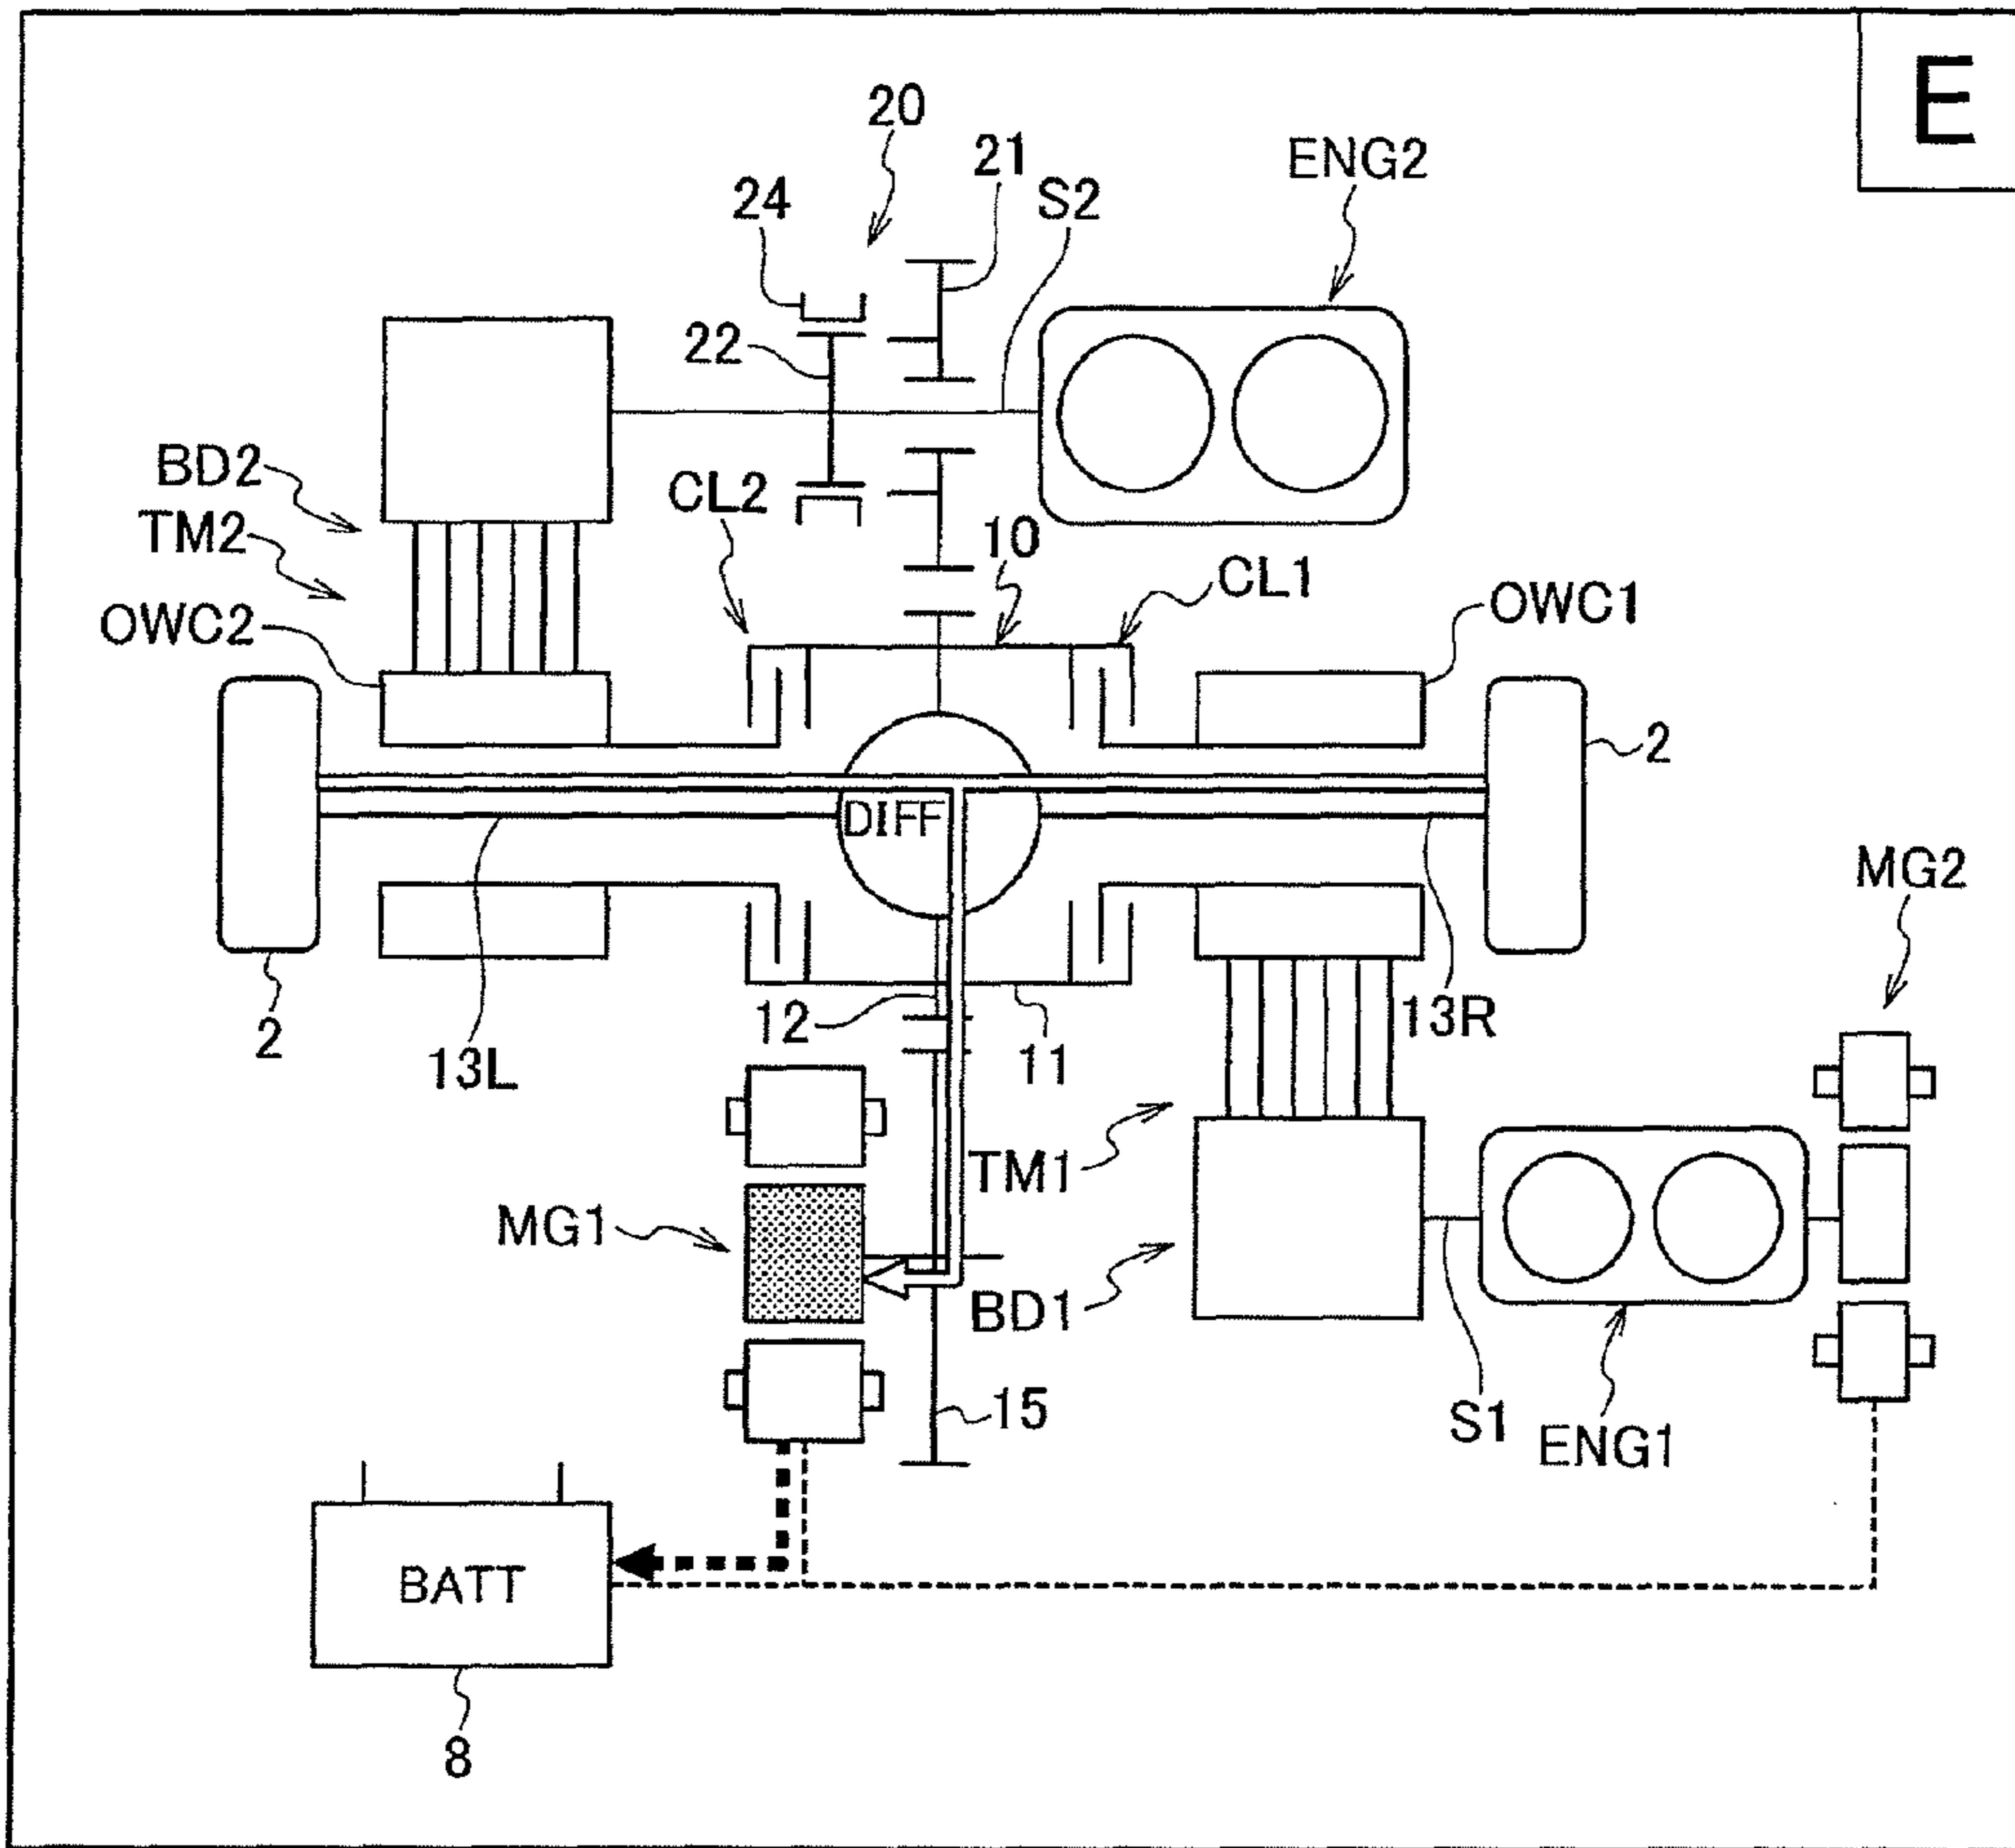 E
20
21
ENG2
24
S2
22
BD2
CL2
TM2
10
CL1
OWC2
OWC1
2
DIFF
MG2
12
13R
2
13L
11
TM1
MG1
BD1
15
S1
ENG1
BATT
8